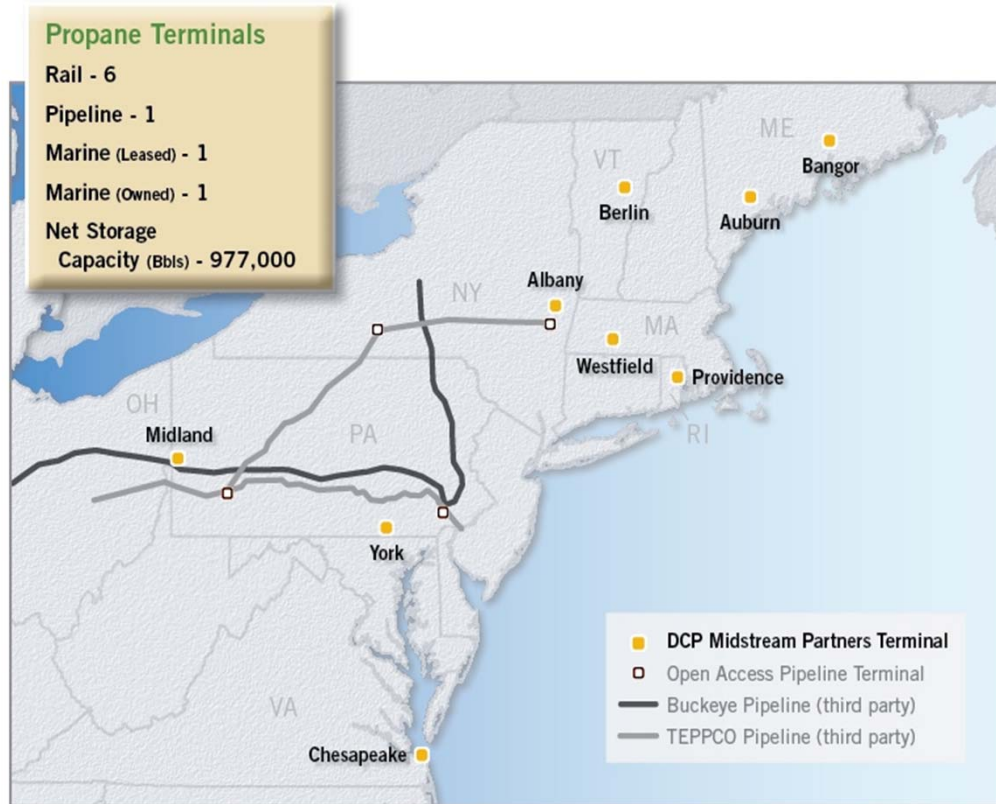 Propane Terminals
Rail - 6
Pipeline - 1
Marine (Leased) - 1
Marine (Owned) - 1
Net Storage
Capacity (Bbls) - 977,000
ME
Bangor
VT
Berlin
Auburn
Albany
NY
MA
Westfield
Providence
OH
Midland
PA
RI
York
VA
Chesapeake
DCP Midstream Partners Terminal
Open Access Pipeline Terminal
Buckeye Pipeline (third party)
TEPPCO Pipeline (third party)